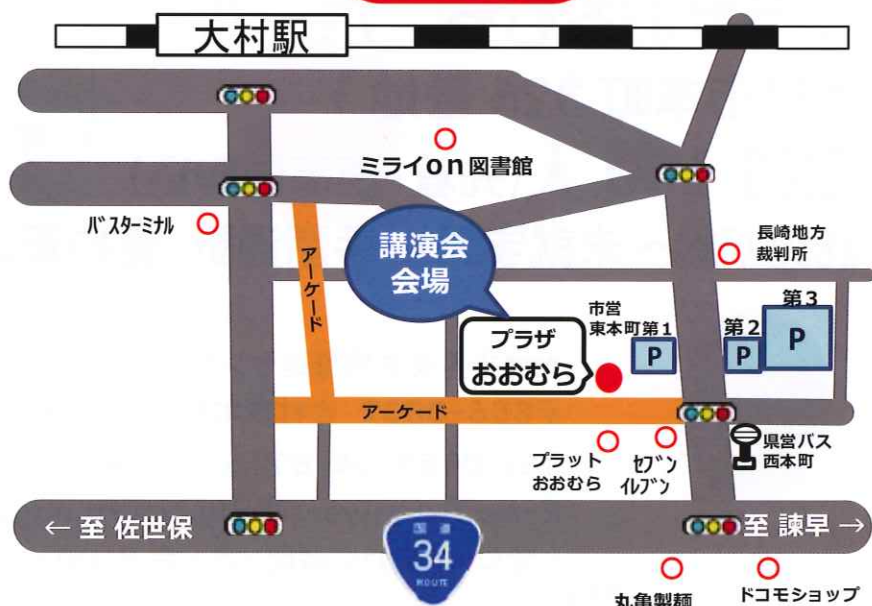 大村駅
ミライon図書館
バスターミナル
長崎地方
裁判所
講演会
会場
アーケード
市営
東本町第1
第2
第3
P
P
P
プラザ
おおむら
アーケード
プラット
おおむら
セブン
イレブン
県営バス
西本町
← 至 佐世保
国道
34
ROUTE
至 諫早 →
丸亀製麺
ドコモショップ